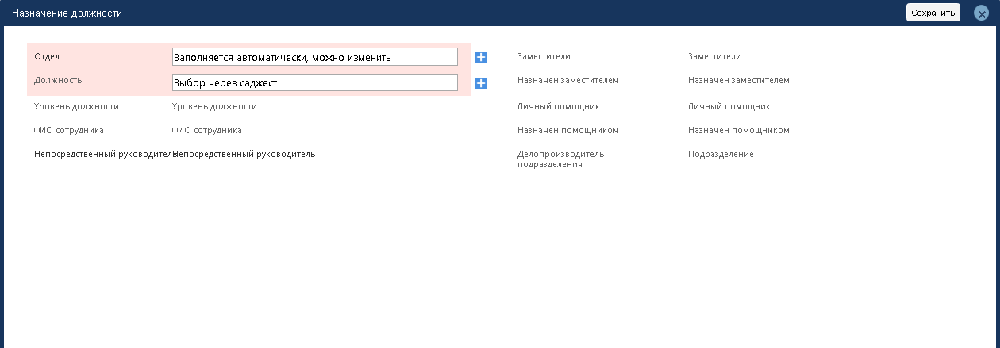 Назначение должности
Сохранить
Отдел
Заполняется автоматически, можно изменить
Заместители
Заместители
Должность
Выбор через саджест
Назначен заместителем
Назначен заместителем
Уровень должности
Уровень должности
Личный помощник
Личный помощник
ФИО сотрудника
ФИО сотрудника
Назначен помощником
Назначен помощником
Непосредственный руководитель
Непосредственный руководитель
Делопроизводитель
подразделения
Подразделение